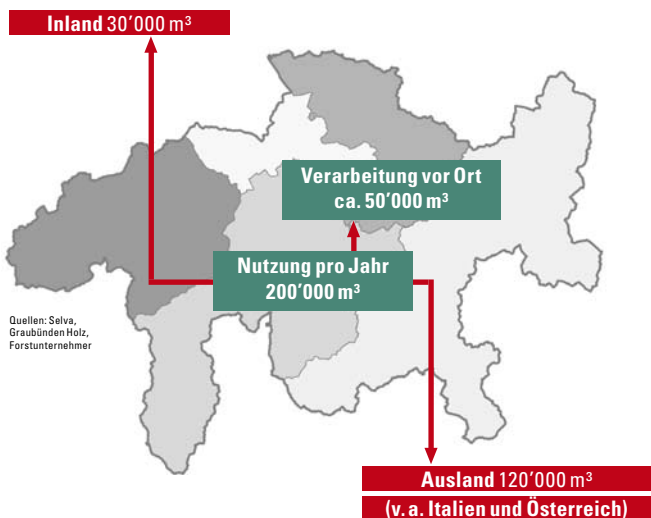 Inland 30’000 m³
Verarbeitung vor Ort
ca. 50’000 m³
Nutzung pro Jahr
200’000 m³
Quellen: Selva,
Graubünden Holz,
Forstunternehmer
Ausland 120’000 m³
(v. a. Italien und Österreich)